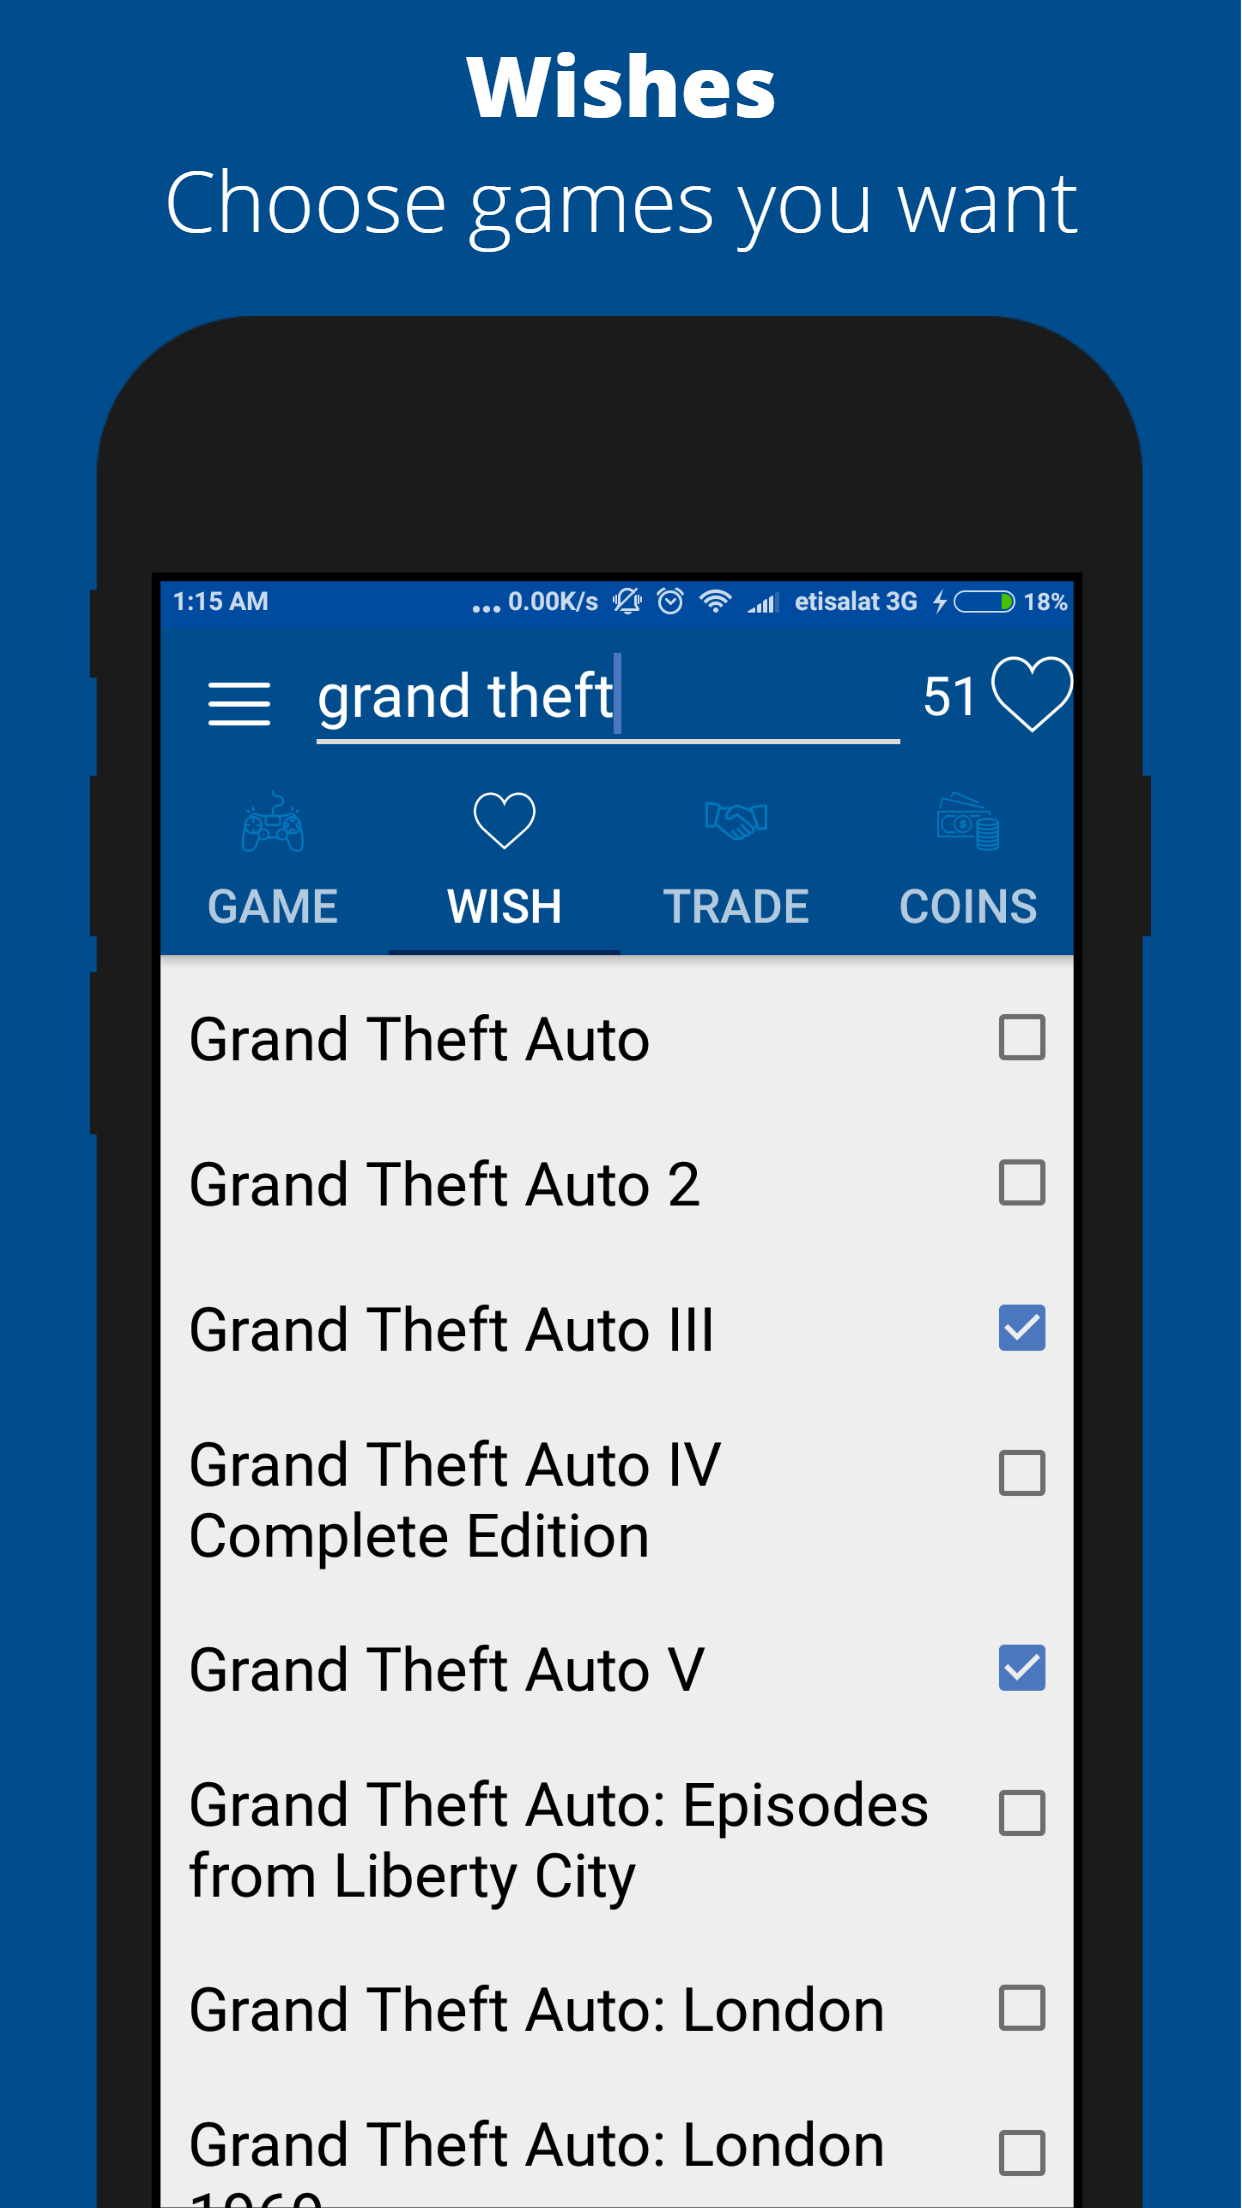 Wishes
Choose games you want
1:15 AM ... 0.00K/s etisalat 3G 18%
grand theft 51
GAME WISH TRADE COINS
Grand Theft Auto
Grand Theft Auto 2
Grand Theft Auto III
Grand Theft Auto IV
Complete Edition
Grand Theft Auto V
Grand Theft Auto: Episodes
from Liberty City
Grand Theft Auto: London
Grand Theft Auto: London
1969